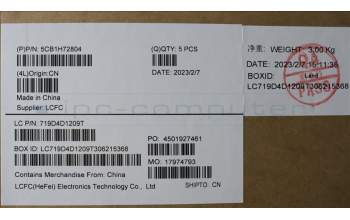 (P)P/N: 5CB1H72804
(Q)QTY: 5 PCS
(4L)Origin:CN
DATE: 2023/2/7
Made in China
Supplier: LCFC
净重: WEIGHT: 3.00 Kg
DATE: 2023/2/7 15:11:36
BOXID:
LC719D4D1209T306215368
PASS
LC P/N: 719D4D1209T
PO: 4501927461
BOX ID: LC719D4D1209T306215368
MO: 17974793
Contains Merchandise From: China
LCFC(HeFei) Electronics Technology Co., Ltd
SHIPTO: CN